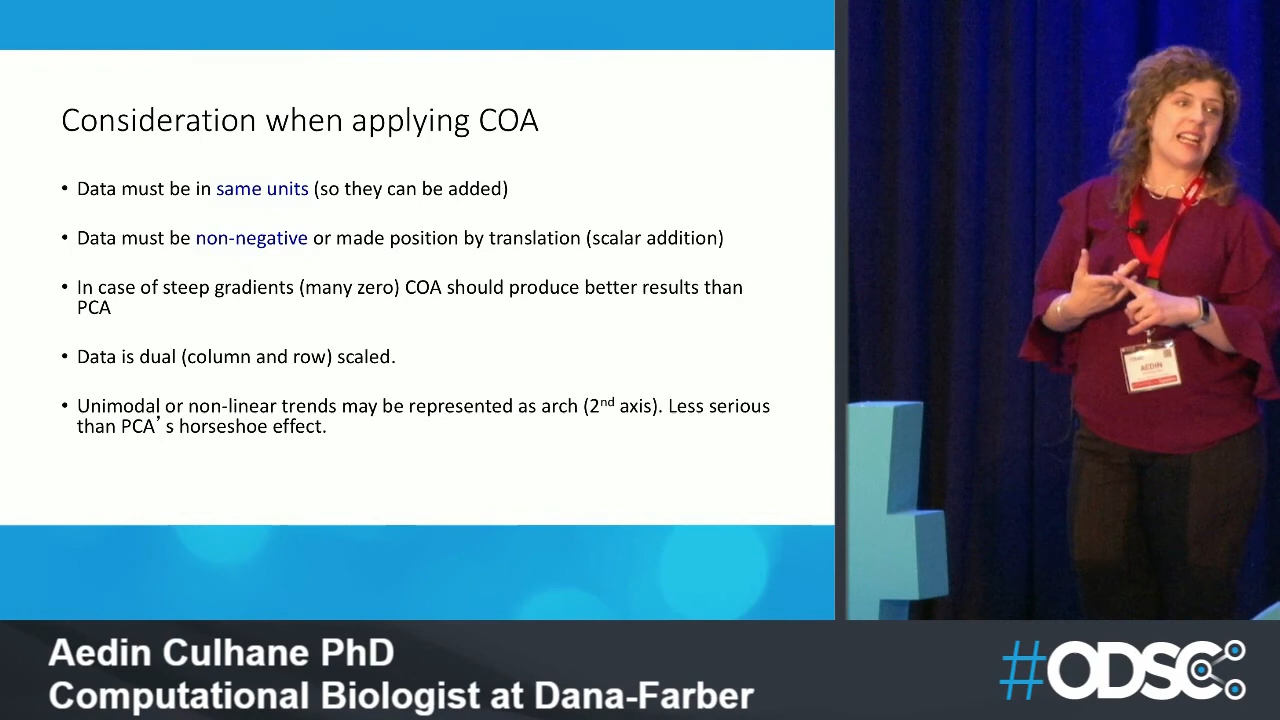 Consideration when applying COA
• Data must be in same units (so they can be added)
• Data must be non-negative or made position by translation (scalar addition)
• In case of steep gradients (many zero) COA should produce better results than
PCA
• Data is dual (column and row) scaled.
• Unimodal or non-linear trends may be represented as arch (2nd axis). Less serious
than PCA’ s horseshoe effect.
AEDIN
Aedin Culhane PhD
Computational Biologist at Dana-Farber
#ODSC